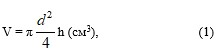 V = π d²/4 h (см³), (1)